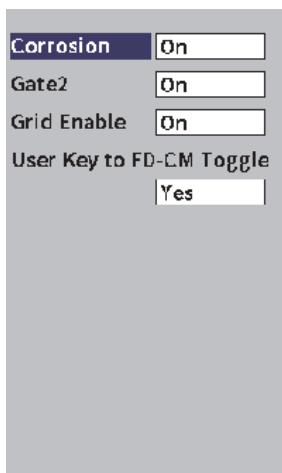 Corrosion On
Gate2 On
Grid Enable On
User Key to FD-CM Toggle
Yes